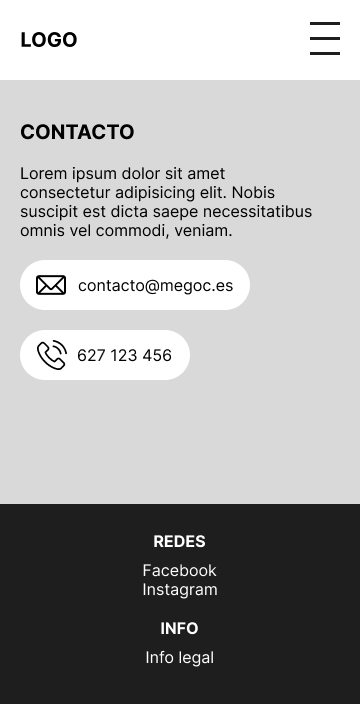 LOGO
CONTACTO
Lorem ipsum dolor sit amet
consectetur adipisicing elit. Nobis
suscipit est dicta saepe necessitatibus
omnis vel commodi, veniam.
contacto@megoc.es
627 123 456
REDES
Facebook
Instagram
INFO
Info legal